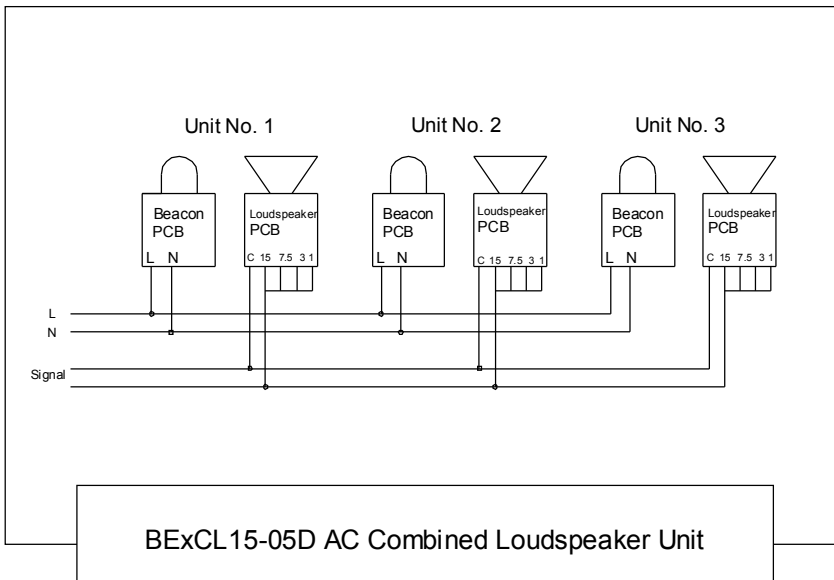 Unit No. 1
Unit No. 2
Unit No. 3
Beacon
PCB
L N
Loudspeaker
PCB
C 15 7.5 3 1
Beacon
PCB
L N
Loudspeaker
PCB
C 15 7.5 3 1
Beacon
PCB
L N
Loudspeaker
PCB
C 15 7.5 3 1
L
N
Signal
BExCL15-05D AC Combined Loudspeaker Unit